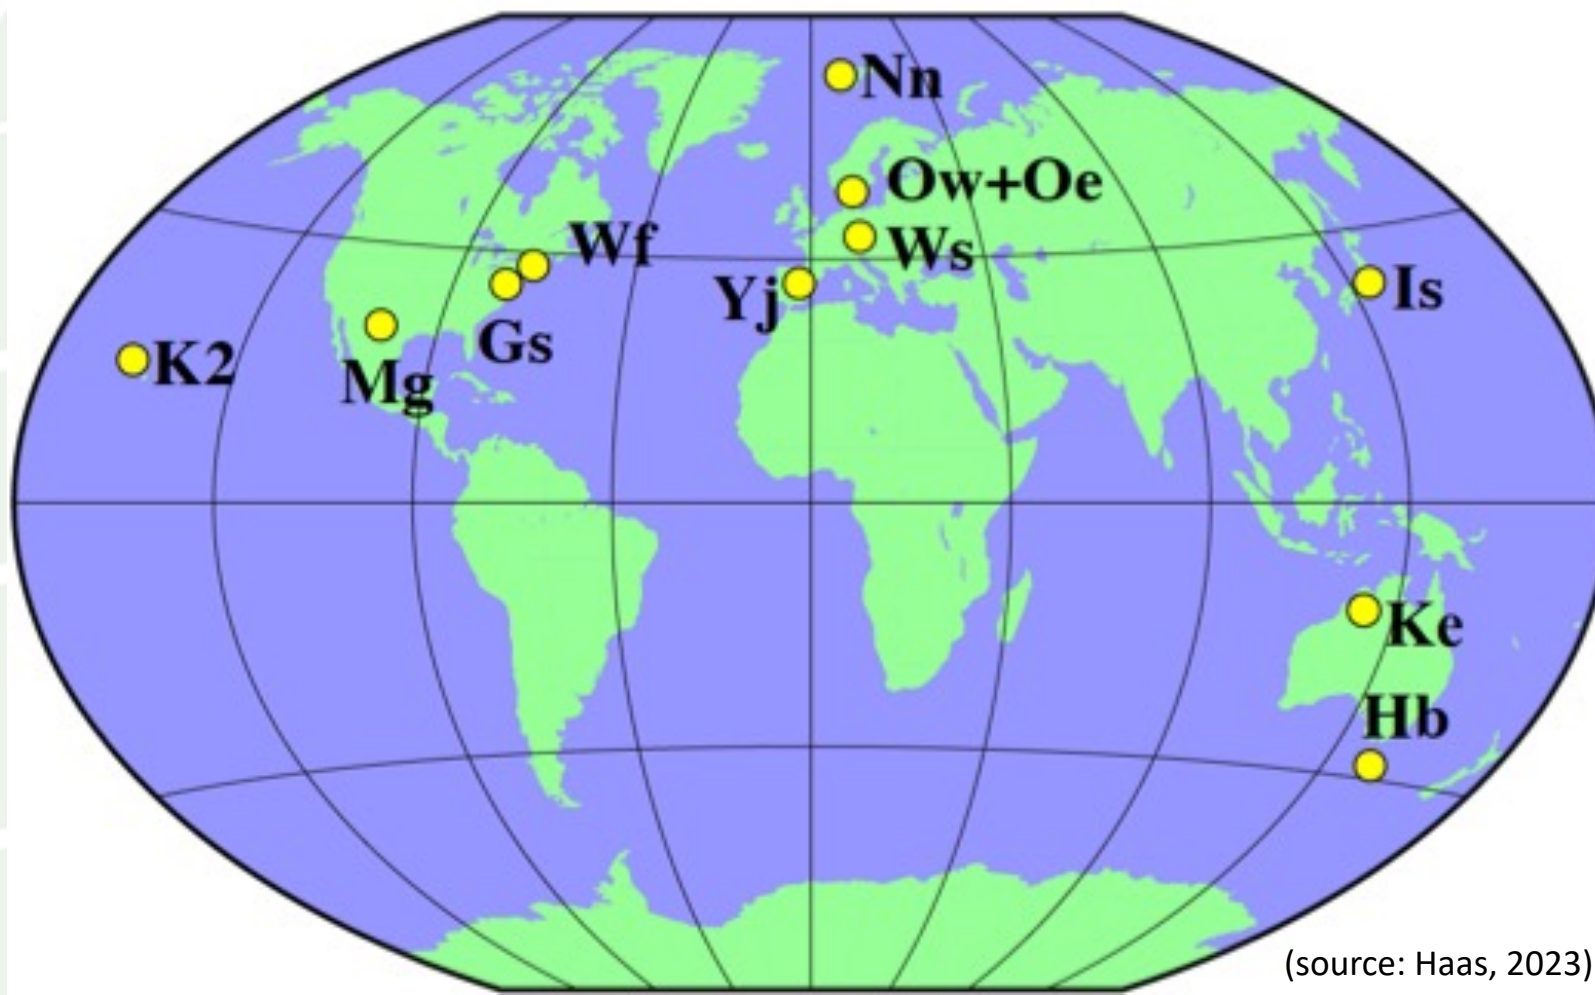 Nn
Ow+Oe
Wf
Ws
Yj
Is
K2
Gs
Mg
Ke
Hb
(source: Haas, 2023)